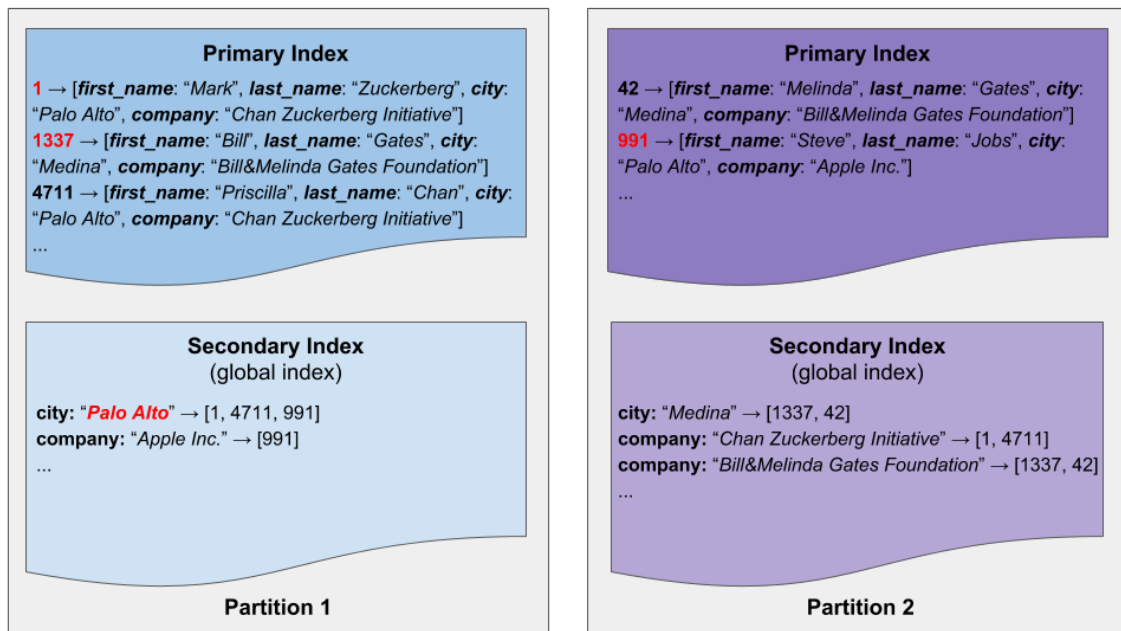 Primary Index
1 → [first_name: “Mark”, last_name: “Zuckerberg”, city:
“Palo Alto”, company: “Chan Zuckerberg Initiative”]
1337 → [first_name: “Bill”, last_name: “Gates”, city:
“Medina”, company: “Bill&Melinda Gates Foundation”]
4711 → [first_name: “Priscilla”, last_name: “Chan”, city:
“Palo Alto”, company: “Chan Zuckerberg Initiative”]
...
Secondary Index
(global index)
city: “Palo Alto” → [1, 4711, 991]
company: “Apple Inc.” → [991]
...
Partition 1
Primary Index
42 → [first_name: “Melinda”, last_name: “Gates”, city:
“Medina”, company: “Bill&Melinda Gates Foundation”]
991 → [first_name: “Steve”, last_name: “Jobs”, city:
“Palo Alto”, company: “Apple Inc.”]
...
Secondary Index
(global index)
city: “Medina” → [1337, 42]
company: “Chan Zuckerberg Initiative” → [1, 4711]
company: “Bill&Melinda Gates Foundation” → [1337, 42]
...
Partition 2